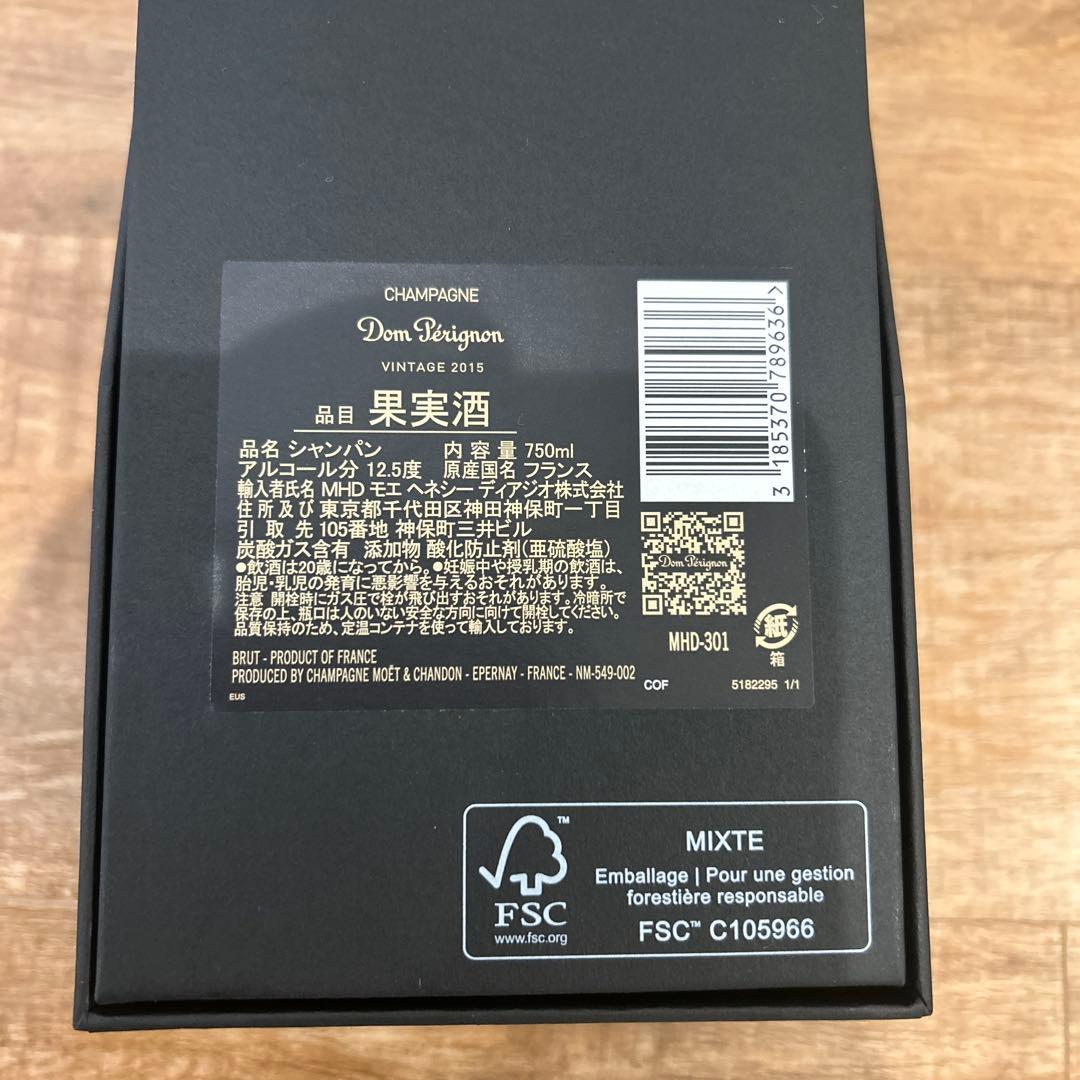 CHAMPAGNE
Dom Pérignon
VINTAGE 2015
品目 果実酒
品名 シャンパン 内容量 750ml
アルコール分 12.5度 原産国名 フランス
輸入者氏名 MHD モエ ヘネシー ディアジオ株式会社
住所及び 東京都千代田区神田神保町一丁目
引取先 105番地 神保町三井ビル
炭酸ガス含有 添加物 酸化防止剤(亜硫酸塩)
●飲酒は20歳になってから。●妊娠中や授乳期の飲酒は、
胎児・乳児の発育に悪影響を与えるおそれがあります。
注意 開栓時にガス圧で栓が飛び出すおそれがあります。冷暗所で
保存の上、瓶口は人のいない安全な方向に向けて開栓してください。
品質保持のため、定温コンテナを使って輸入しております。
BRUT - PRODUCT OF FRANCE
PRODUCED BY CHAMPAGNE MOËT & CHANDON - EPERNAY - FRANCE - NM-549-002
EUS
3 185370 789636 >
Dom Pérignon
MHD-301
紙
箱
COF 5182295 1/1
FSC
www.fsc.org
MIXTE
Emballage | Pour une gestion
forestière responsable
FSC™ C105966